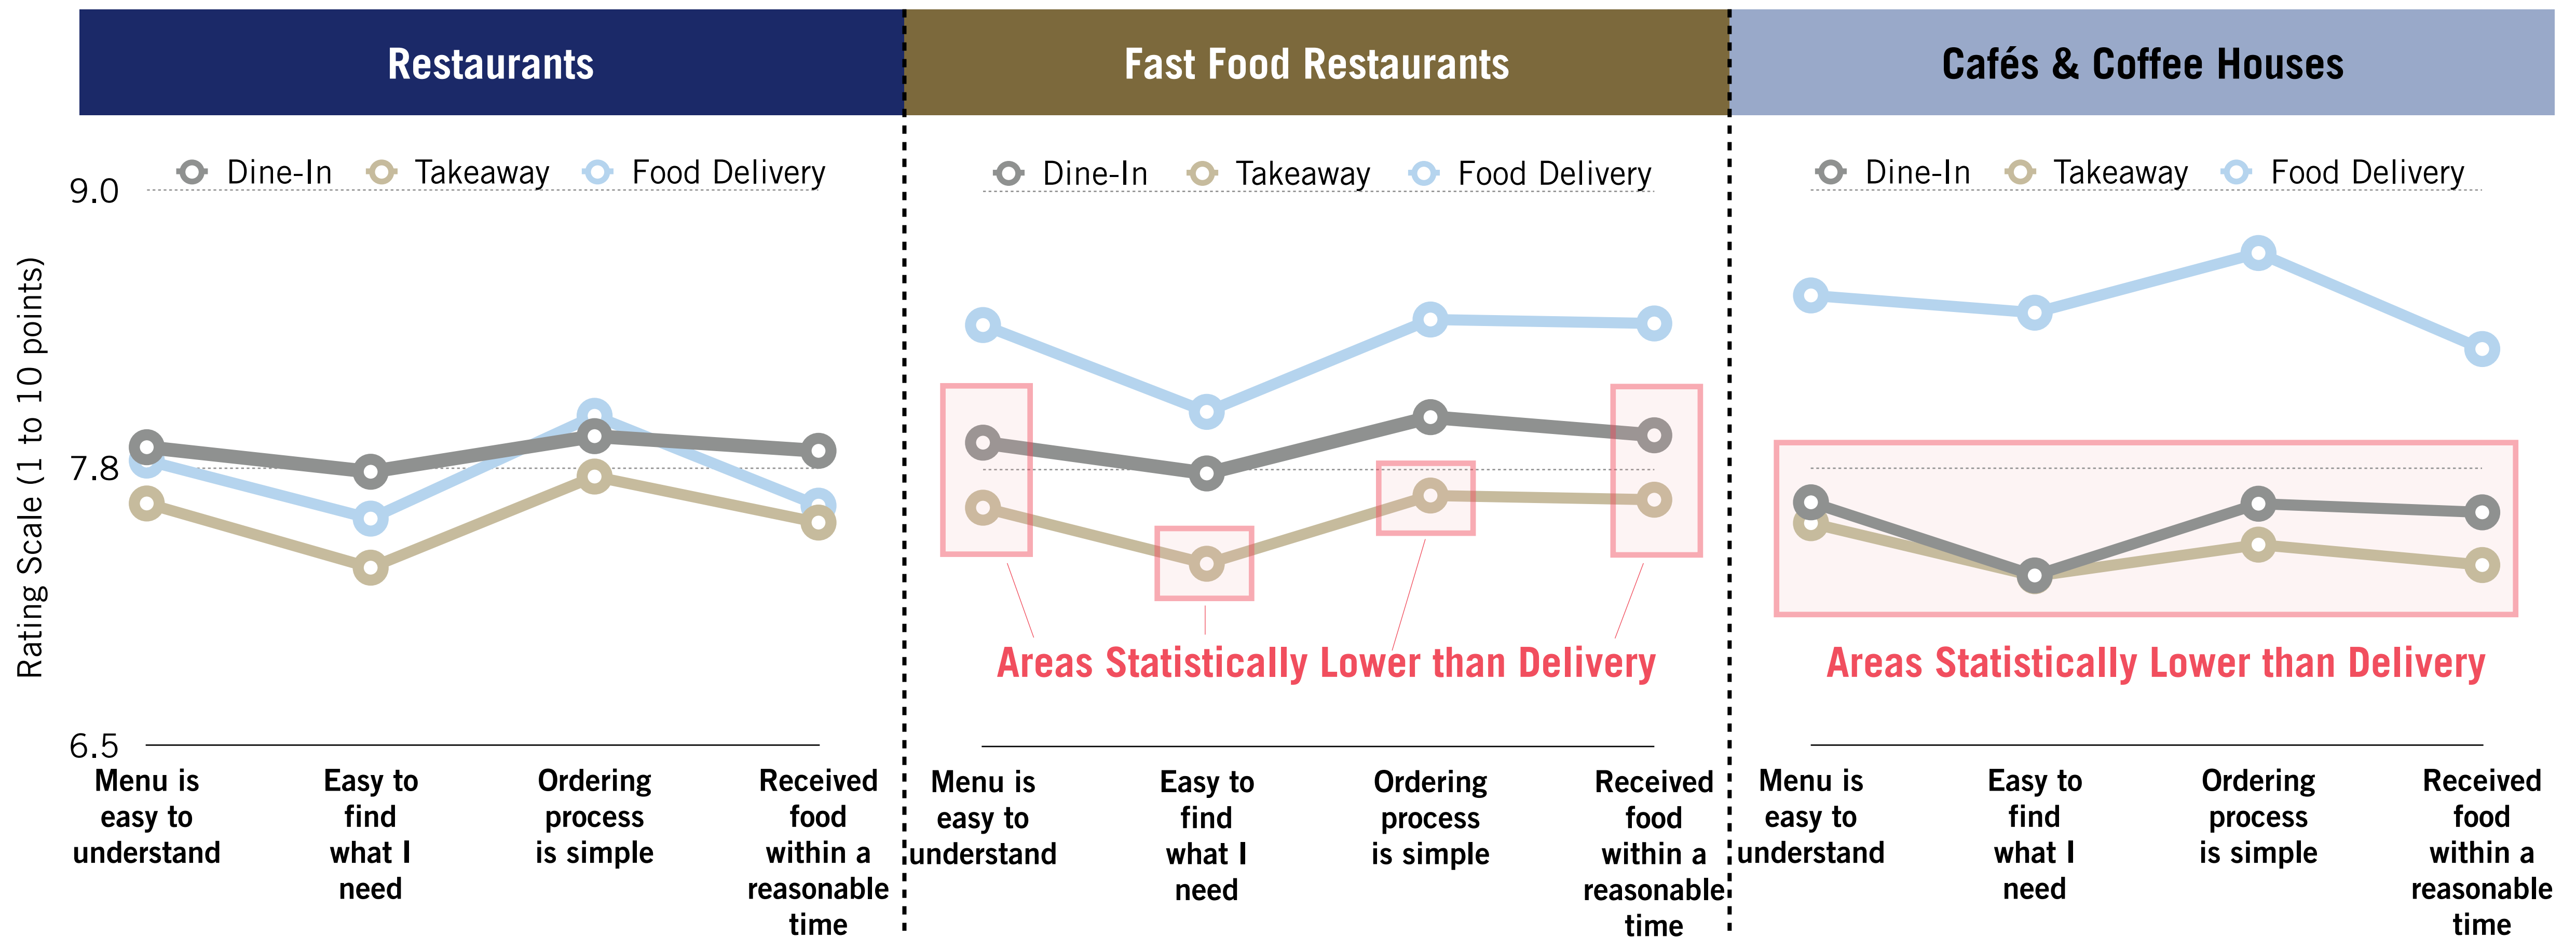 Restaurants
Fast Food Restaurants
Cafés & Coffee Houses
Dine-In Takeaway Food Delivery
Dine-In Takeaway Food Delivery
Dine-In Takeaway Food Delivery
Rating Scale (1 to 10 points)
9.0
7.8
6.5
Areas Statistically Lower than Delivery
Areas Statistically Lower than Delivery
Menu is
easy to
understand
Easy to
find
what I
need
Ordering
process
is simple
Received
food
within a
reasonable
time
Menu is
easy to
understand
Easy to
find
what I
need
Ordering
process
is simple
Received
food
within a
reasonable
time
Menu is
easy to
understand
Easy to
find
what I
need
Ordering
process
is simple
Received
food
within a
reasonable
time